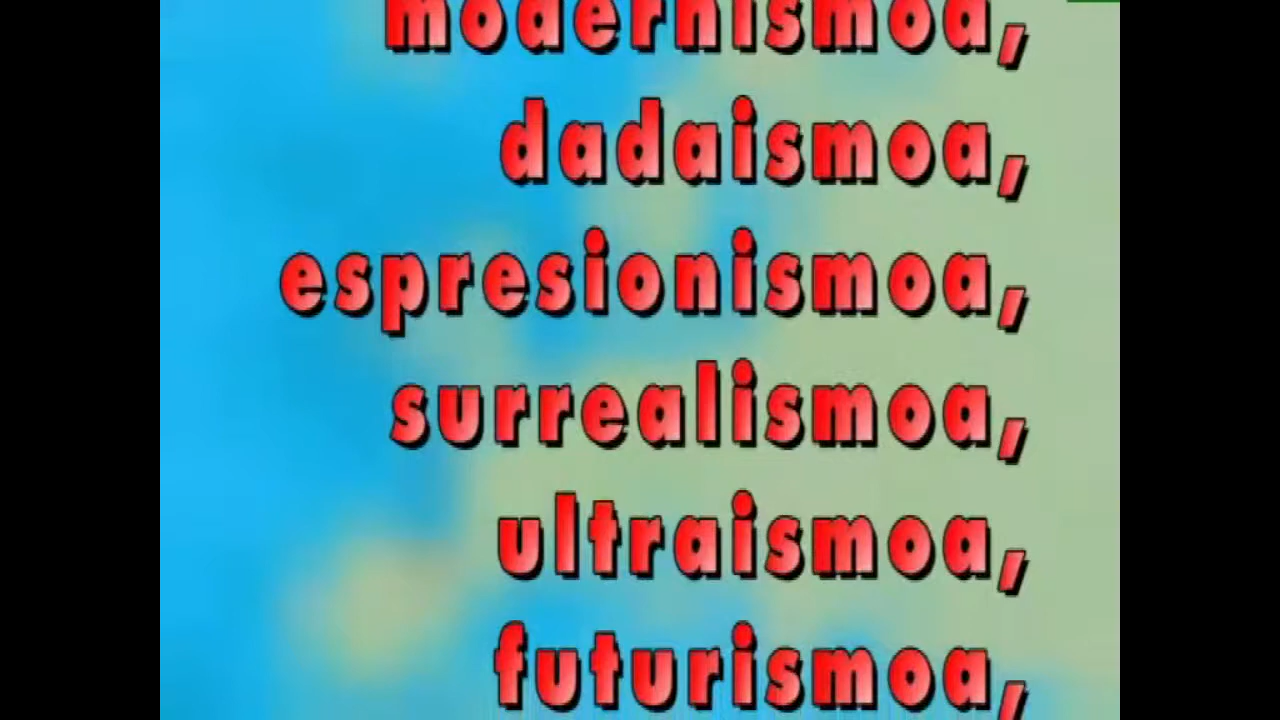 modernismoa,
dadaismoa,
espresionismoa,
surrealismoa,
ultraismoa,
futurismoa,